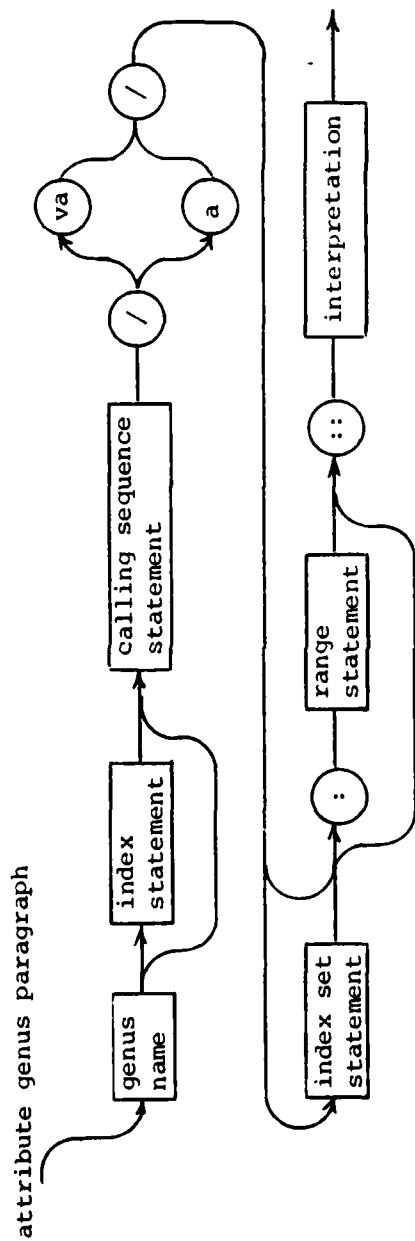 attribute genus paragraph
genus
name
index
statement
calling sequence
statement
/
va
a
/
index set
statement
:
range
statement
::
interpretation